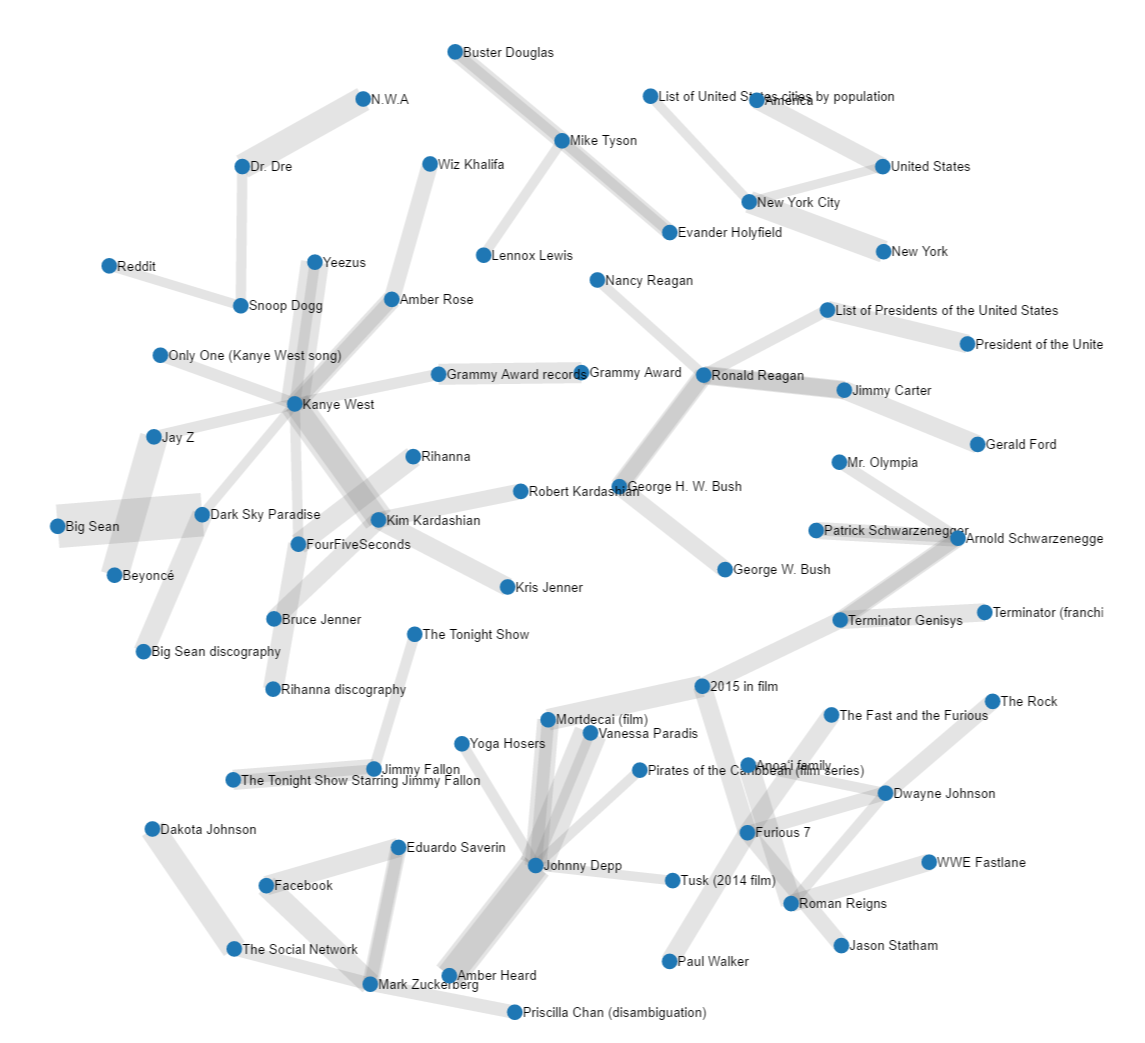 Buster Douglas
N.W.A
List of United States cities by population
America
Mike Tyson
Wiz Khalifa
Dr. Dre
United States
New York City
Evander Holyfield
New York
Lennox Lewis
Yeezus
Reddit
Nancy Reagan
Amber Rose
Snoop Dogg
List of Presidents of the United States
President of the Unite
Only One (Kanye West song)
Grammy Award records
Grammy Award
Ronald Reagan
Jimmy Carter
Kanye West
Jay Z
Gerald Ford
Rihanna
Mr. Olympia
George H. W. Bush
Robert Kardashian
Dark Sky Paradise
Kim Kardashian
Big Sean
Patrick Schwarzenegger
Arnold Schwarzenegge
FourFiveSeconds
George W. Bush
Beyoncé
Kris Jenner
Terminator (franchi
Bruce Jenner
Terminator Genisys
The Tonight Show
Big Sean discography
2015 in film
Rihanna discography
The Rock
The Fast and the Furious
Mortdecai (film)
Vanessa Paradis
Yoga Hosers
Anoa'i family
Jimmy Fallon
Pirates of the Caribbean (film series)
The Tonight Show Starring Jimmy Fallon
Dwayne Johnson
Dakota Johnson
Furious 7
Eduardo Saverin
WWE Fastlane
Johnny Depp
Tusk (2014 film)
Facebook
Roman Reigns
Jason Statham
The Social Network
Paul Walker
Amber Heard
Mark Zuckerberg
Priscilla Chan (disambiguation)